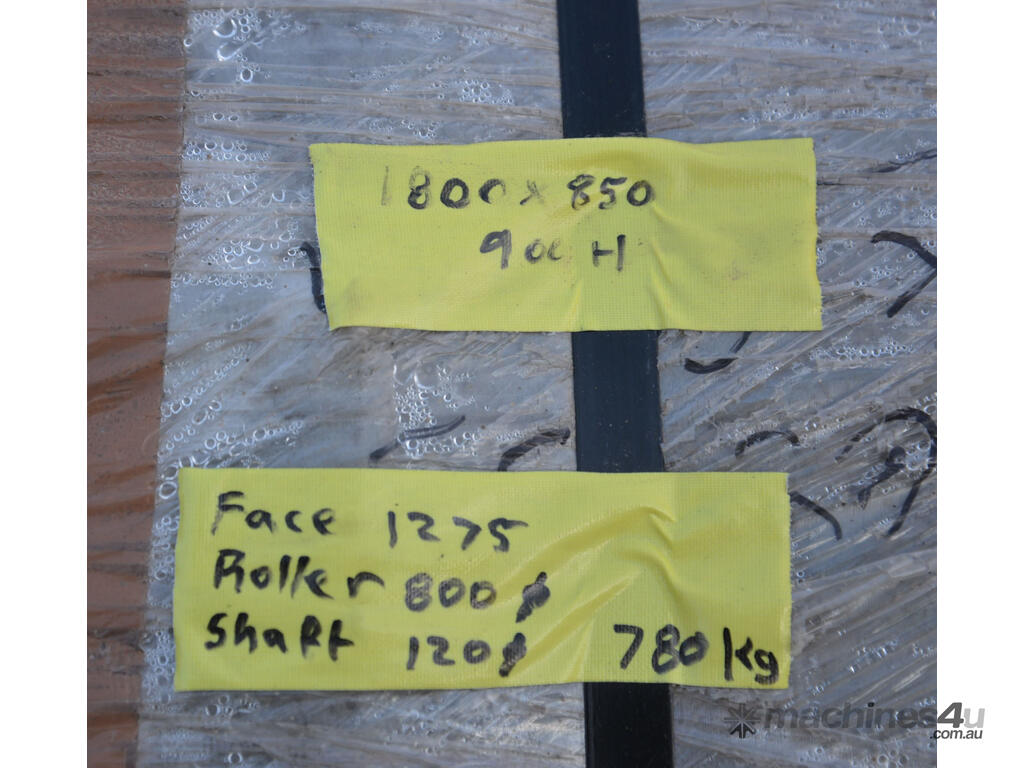 1800 x 850
900 H
Face 1275
Roller 800 ø
Shaft 120 ø 780 kg
machines4u
.com.au